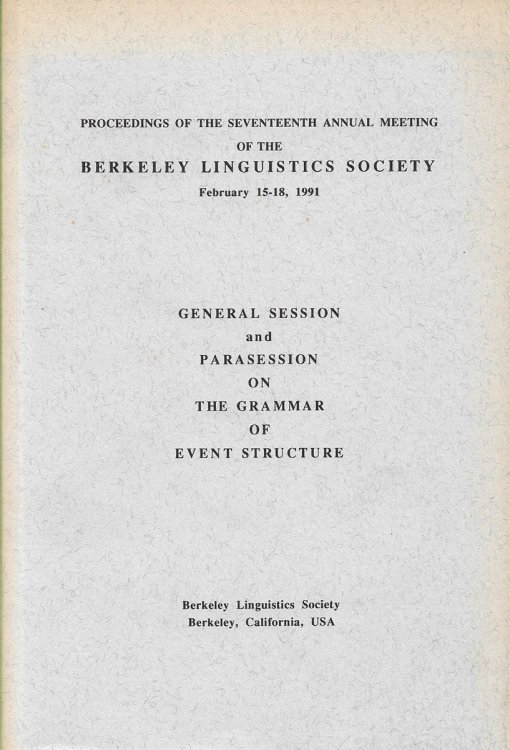 PROCEEDINGS OF THE SEVENTEENTH ANNUAL MEETING
OF THE
BERKELEY LINGUISTICS SOCIETY
February 15-18, 1991
GENERAL SESSION
and
PARASESSION
ON
THE GRAMMAR
OF
EVENT STRUCTURE
Berkeley Linguistics Society
Berkeley, California, USA